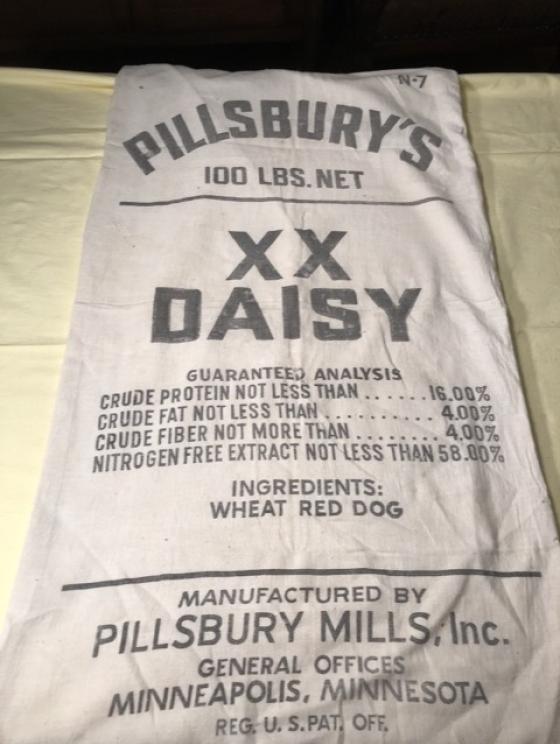 N-7
PILLSBURY'S
100 LBS. NET
XX
DAISY
GUARANTEED ANALYSIS
CRUDE PROTEIN NOT LESS THAN ...... 16.00%
CRUDE FAT NOT LESS THAN .......... 4.00%
CRUDE FIBER NOT MORE THAN ........ 4.00%
NITROGEN FREE EXTRACT NOT LESS THAN 58.00%
INGREDIENTS:
WHEAT RED DOG
MANUFACTURED BY
PILLSBURY MILLS, Inc.
GENERAL OFFICES
MINNEAPOLIS, MINNESOTA
REG. U. S. PAT. OFF.